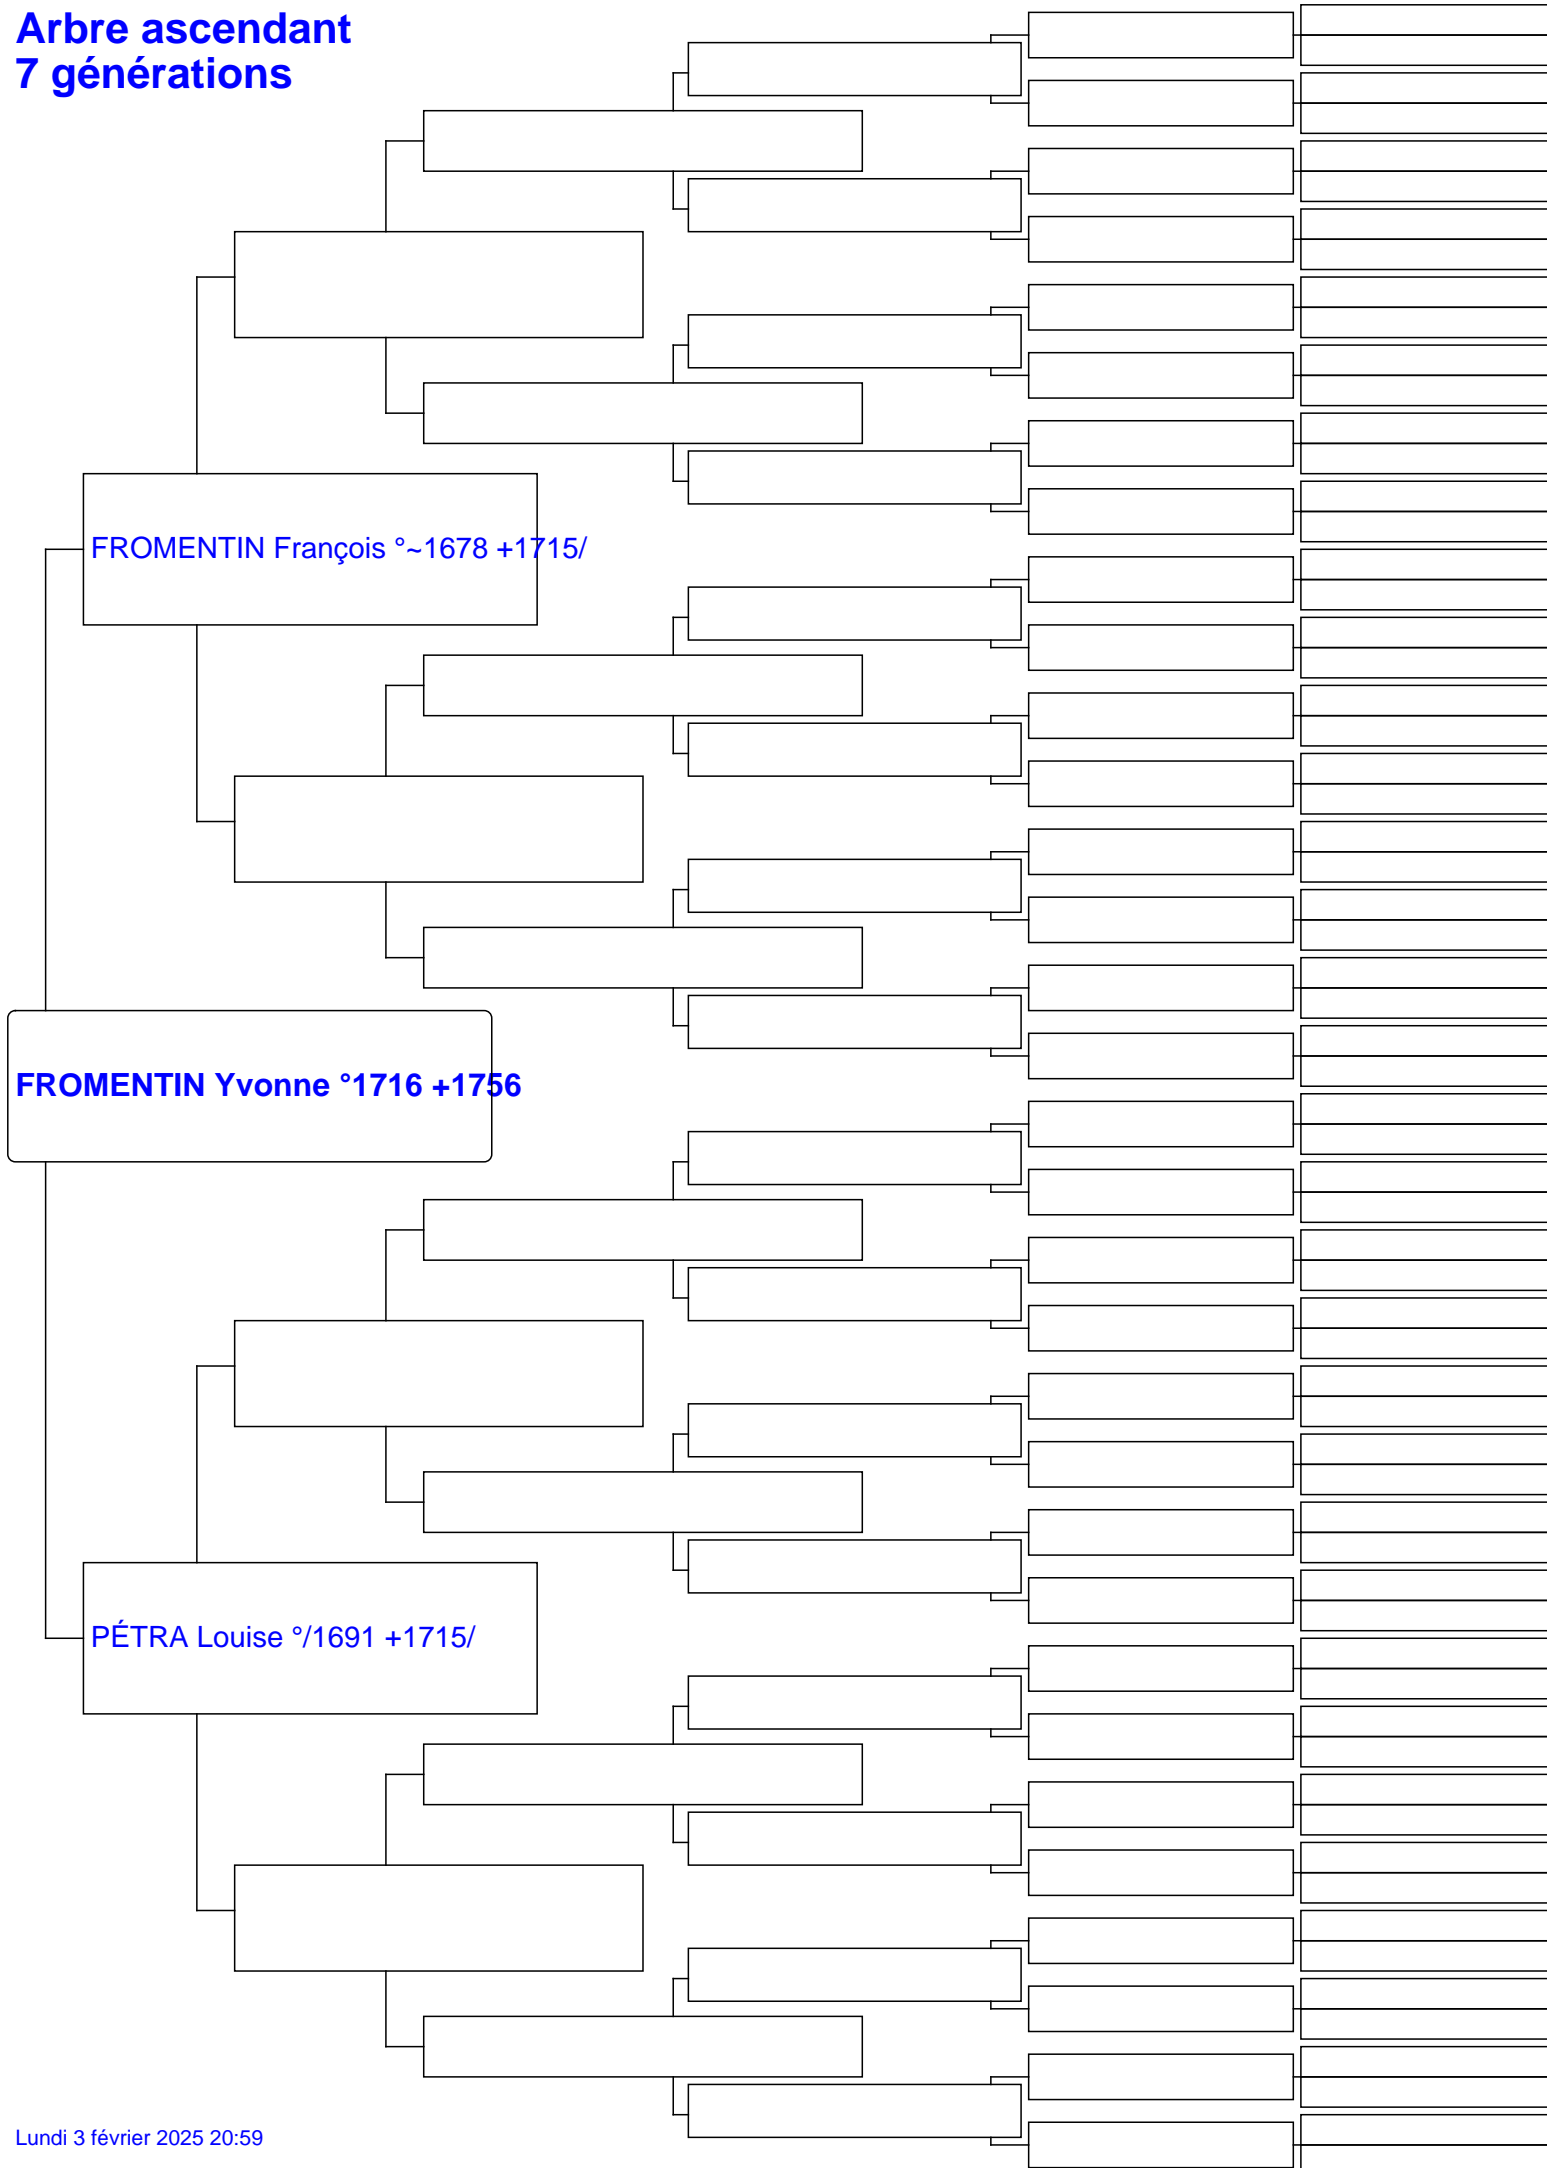 Arbre ascendant
7 générations
FROMENTIN François °~1678 +1715/
FROMENTIN Yvonne °1716 +1756
PÉTRA Louise °/1691 +1715/
Lundi 3 février 2025 20:59